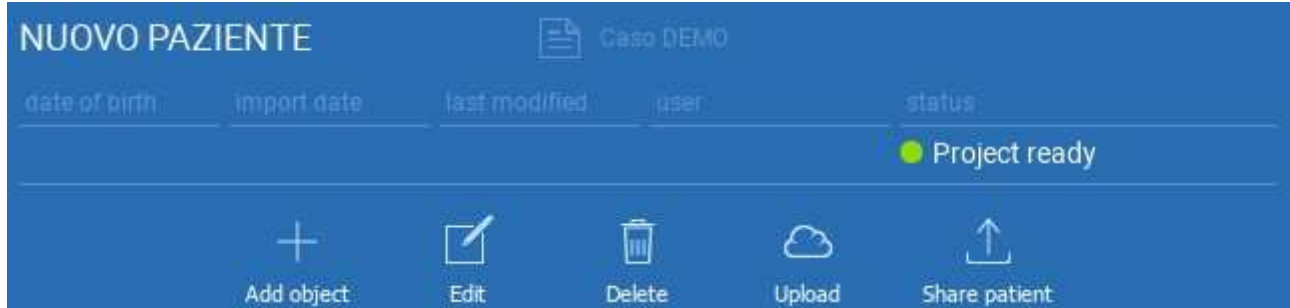 NUOVO PAZIENTE Caso DEMO
date of birth import date last modified user status
Project ready
Add object Edit Delete Upload Share patient